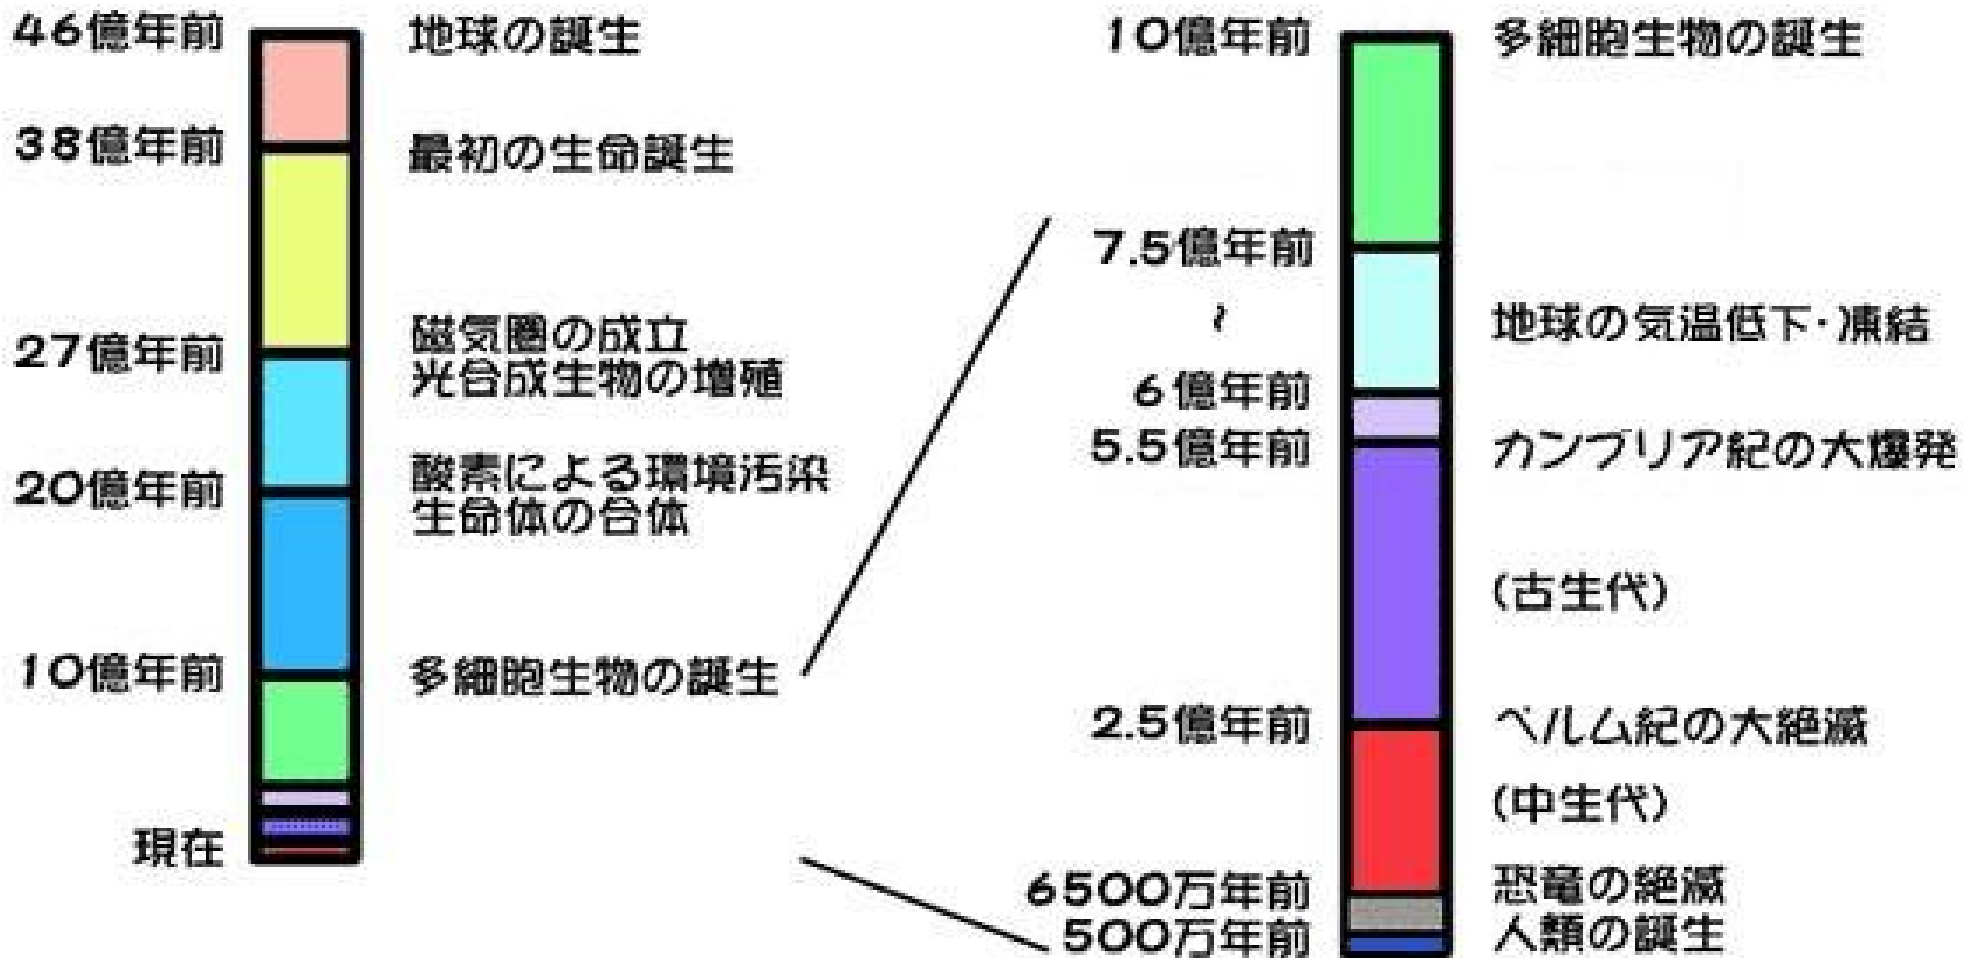 46億年前 地球の誕生
38億年前 最初の生命誕生
27億年前 磁気圏の成立
光合成生物の増殖
20億年前 酸素による環境汚染
生命体の合体
10億年前 多細胞生物の誕生
現在
10億年前 多細胞生物の誕生
7.5億年前
~ 地球の気温低下・凍結
6億年前
5.5億年前 カンブリア紀の大爆発
(古生代)
2.5億年前 ペルム紀の大絶滅
(中生代)
6500万年前 恐竜の絶滅
500万年前 人類の誕生